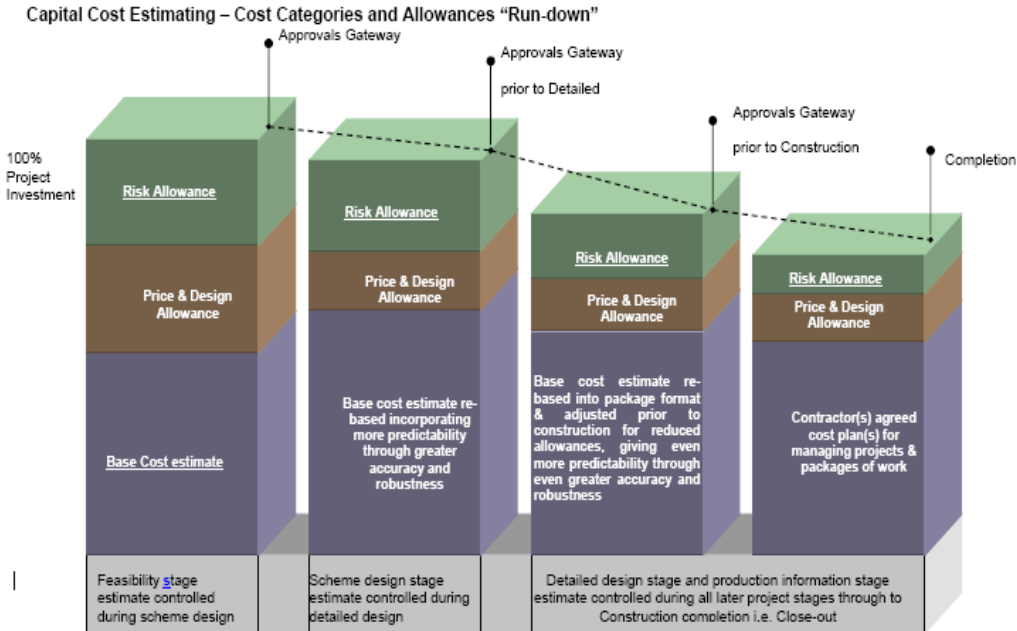 Capital Cost Estimating – Cost Categories and Allowances “Run-down”
Approvals Gateway
Approvals Gateway
prior to Detailed
Approvals Gateway
prior to Construction
Completion
100%
Project
Investment
Risk Allowance
Price & Design
Allowance
Base Cost estimate
Risk Allowance
Price & Design
Allowance
Base cost estimate re-
based incorporating
more predictability
through greater
accuracy and
robustness
Risk Allowance
Price & Design
Allowance
Base cost estimate re-
based into package format
& adjusted prior to
construction for reduced
allowances, giving even
more predictability through
even greater accuracy and
robustness
Risk Allowance
Price & Design
Allowance
Contractor(s) agreed
cost plan(s) for
managing projects &
packages of work
Feasibility stage
estimate controlled
during scheme design
Scheme design stage
estimate controlled during
detailed design
Detailed design stage and production information stage
estimate controlled during all later project stages through to
Construction completion i.e. Close-out